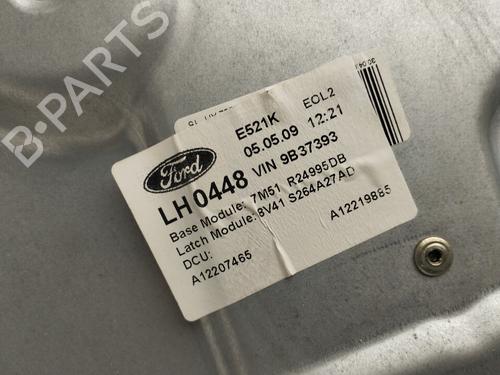 B-PARTS
E521K EOL2
05.05.09 12:21
Ford
LH0448 VIN 9B37393
Base Module: 7M51 R24995DB
Latch Module: 8V41 S264A27AD
DCU:
A12207465 A12219885